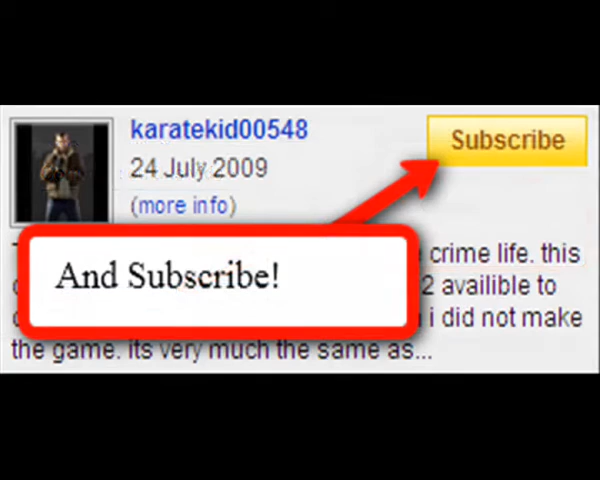 karatekid00548
Subscribe
24 July 2009
(more info)
crime life. this
And Subscribe!
2 availible to
i did not make
the game. its very much the same as...